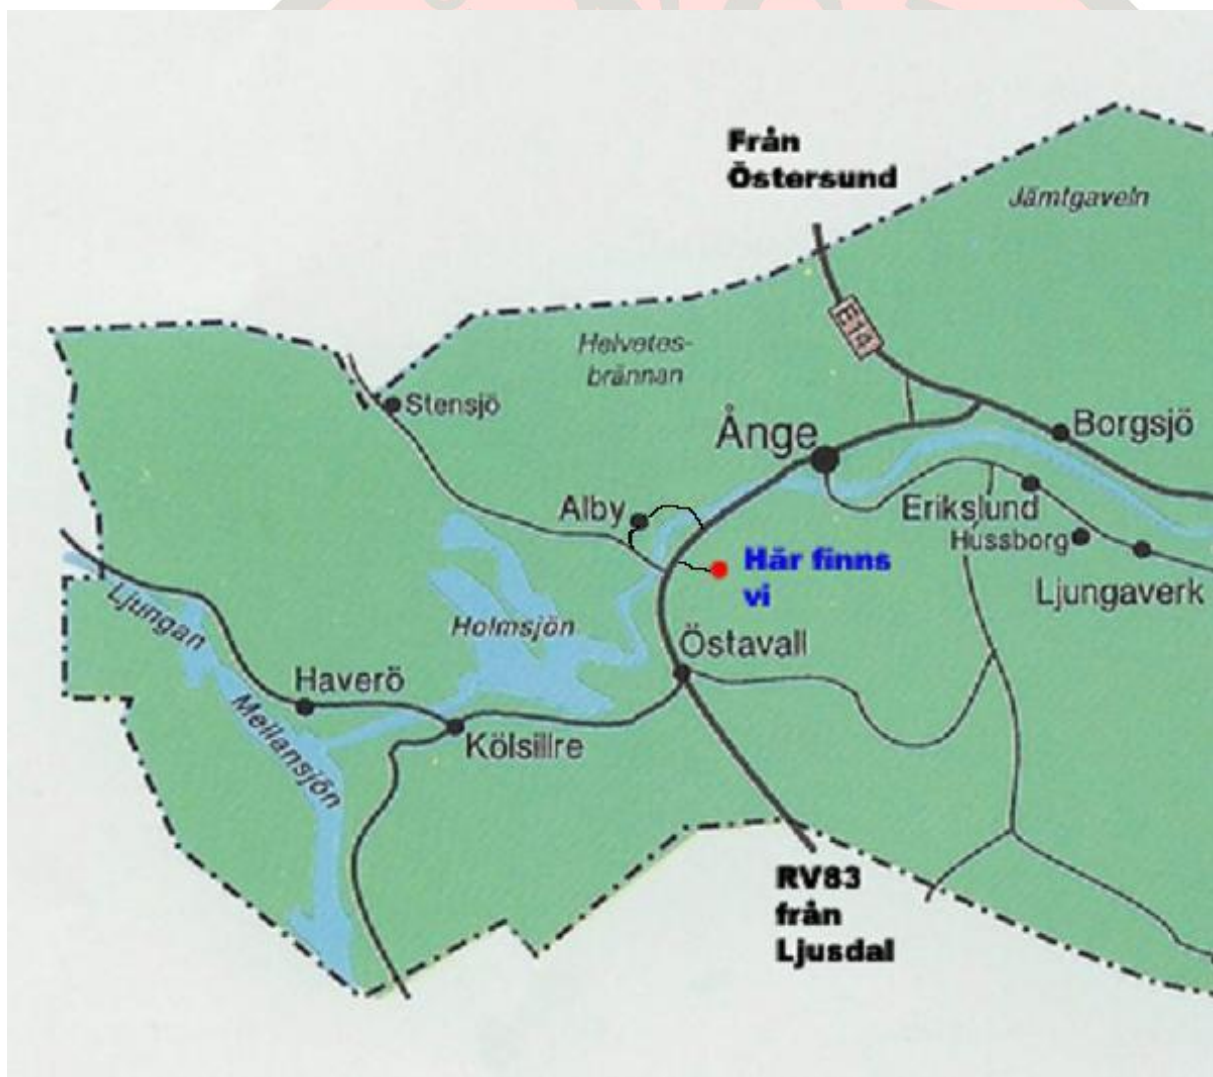 Från
Östersund
Jämtgaveln
E14
Helvetes-
brännan
Stensjö
Ånge
Borgsjö
Alby
Erikslund
Hussborg
Här finns
vi
Ljungaverk
Ljungan
Holmsjön
Östavall
Haverö
Mellansjön
Kölsillre
RV83
från
Ljusdal